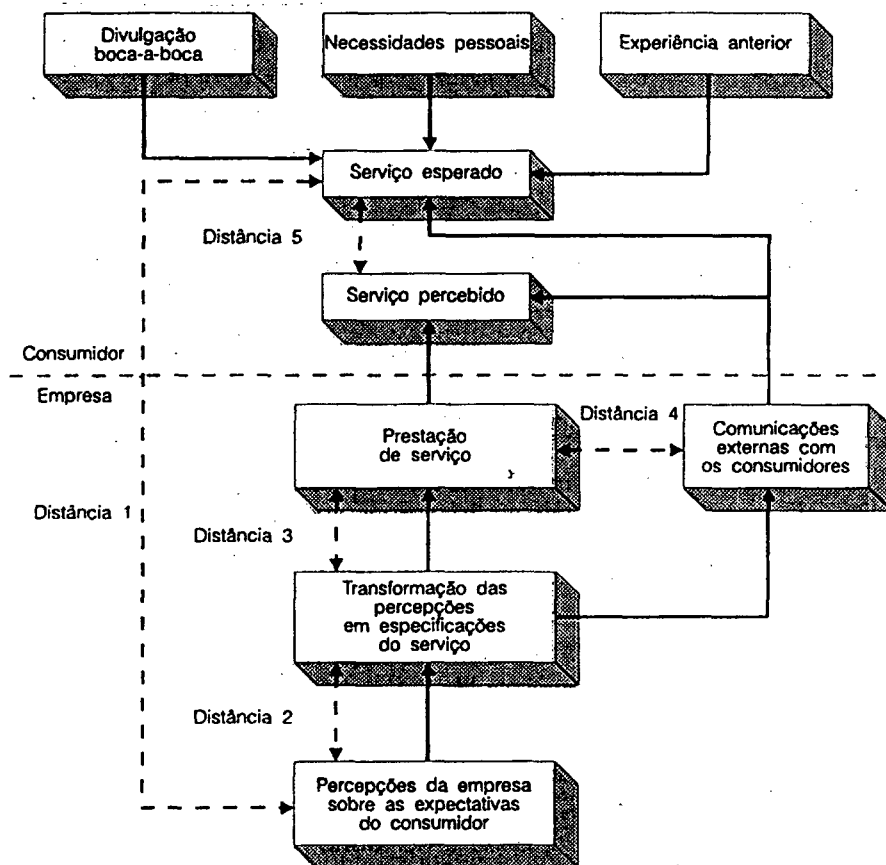 Divulgação
boca-a-boca
Necessidades pessoais
Experiência anterior
Serviço esperado
Distância 5
Serviço percebido
Consumidor
Empresa
Distância 4
Prestação
de serviço
Comunicações
externas com
os consumidores
Distância 1
Distância 3
Transformação das
percepções
em especificações
do serviço
Distância 2
Percepções da empresa
sobre as expectativas
do consumidor